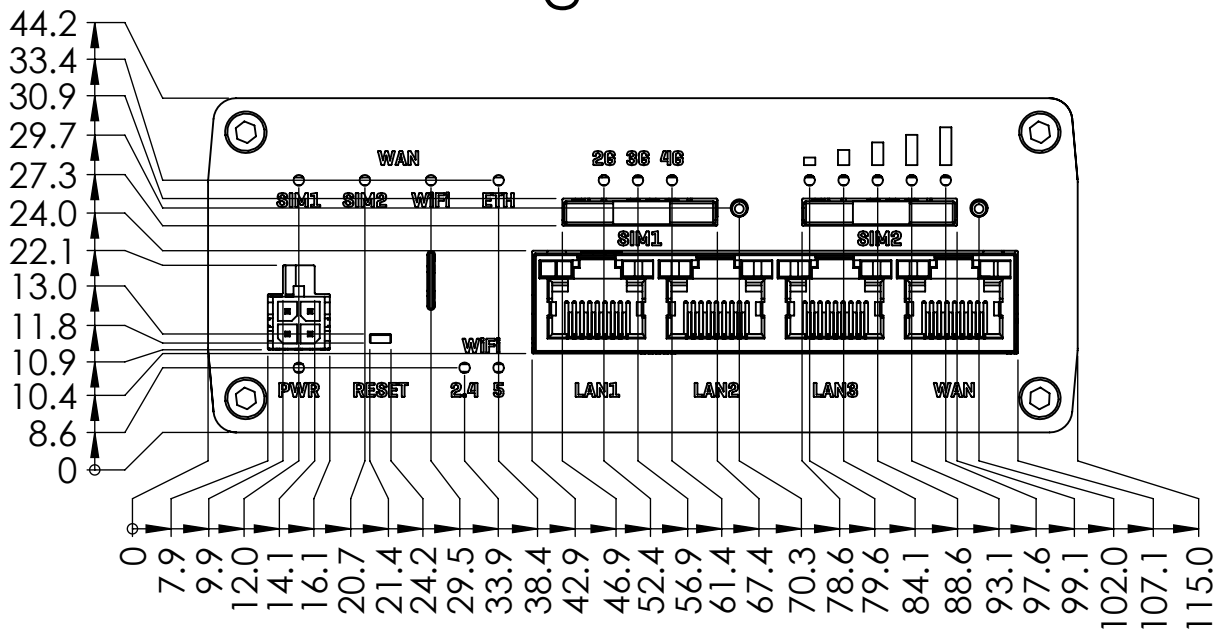 g
44.2
33.4
30.9
29.7
27.3
24.0
22.1
13.0
11.8
10.9
10.4
8.6
0
WAN
2G 3G 4G
SIM1 SIM2 WiFi ETH
SIM1 SIM2
WiFi
PWR RESET 2.4 5 LAN1 LAN2 LAN3 WAN
0 7.9 9.9 12.0 14.1 16.1 20.7 21.4 24.2 29.5 33.9 38.4 42.9 46.9 52.4 56.9 61.4 67.4 70.3 78.6 79.6 84.1 88.6 93.1 97.6 99.1 102.0 107.1 115.0